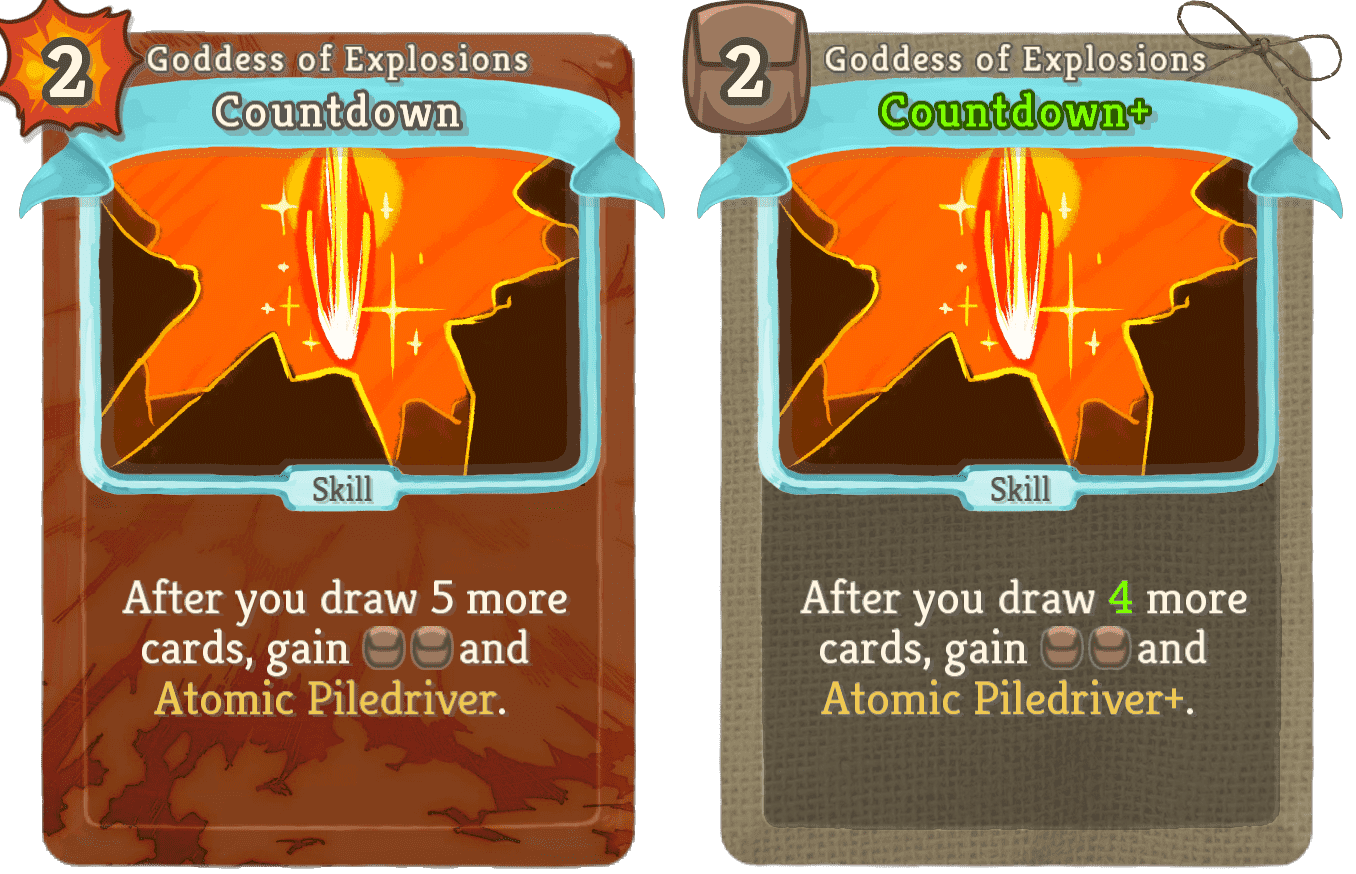 2
Goddess of Explosions
Countdown
Skill
After you draw 5 more
cards, gain and
Atomic Piledriver.
2
Goddess of Explosions
Countdown+
Skill
After you draw 4 more
cards, gain and
Atomic Piledriver+.